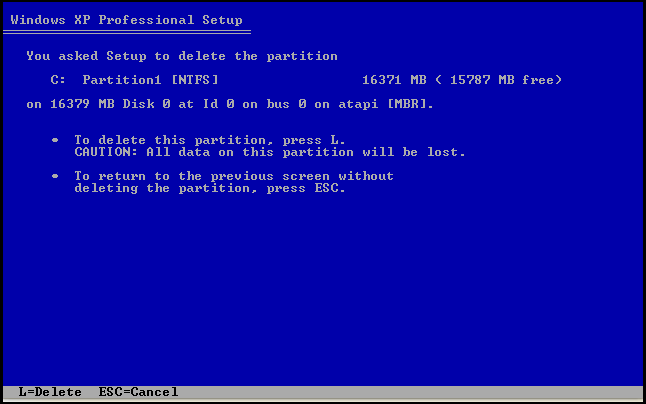 Windows XP Professional Setup
You asked Setup to delete the partition
C: Partition1 [NTFS] 16371 MB ( 15787 MB free)
on 16379 MB Disk 0 at Id 0 on bus 0 on atapi [MBR].
• To delete this partition, press L.
CAUTION: All data on this partition will be lost.
• To return to the previous screen without
deleting the partition, press ESC.
L=Delete ESC=Cancel